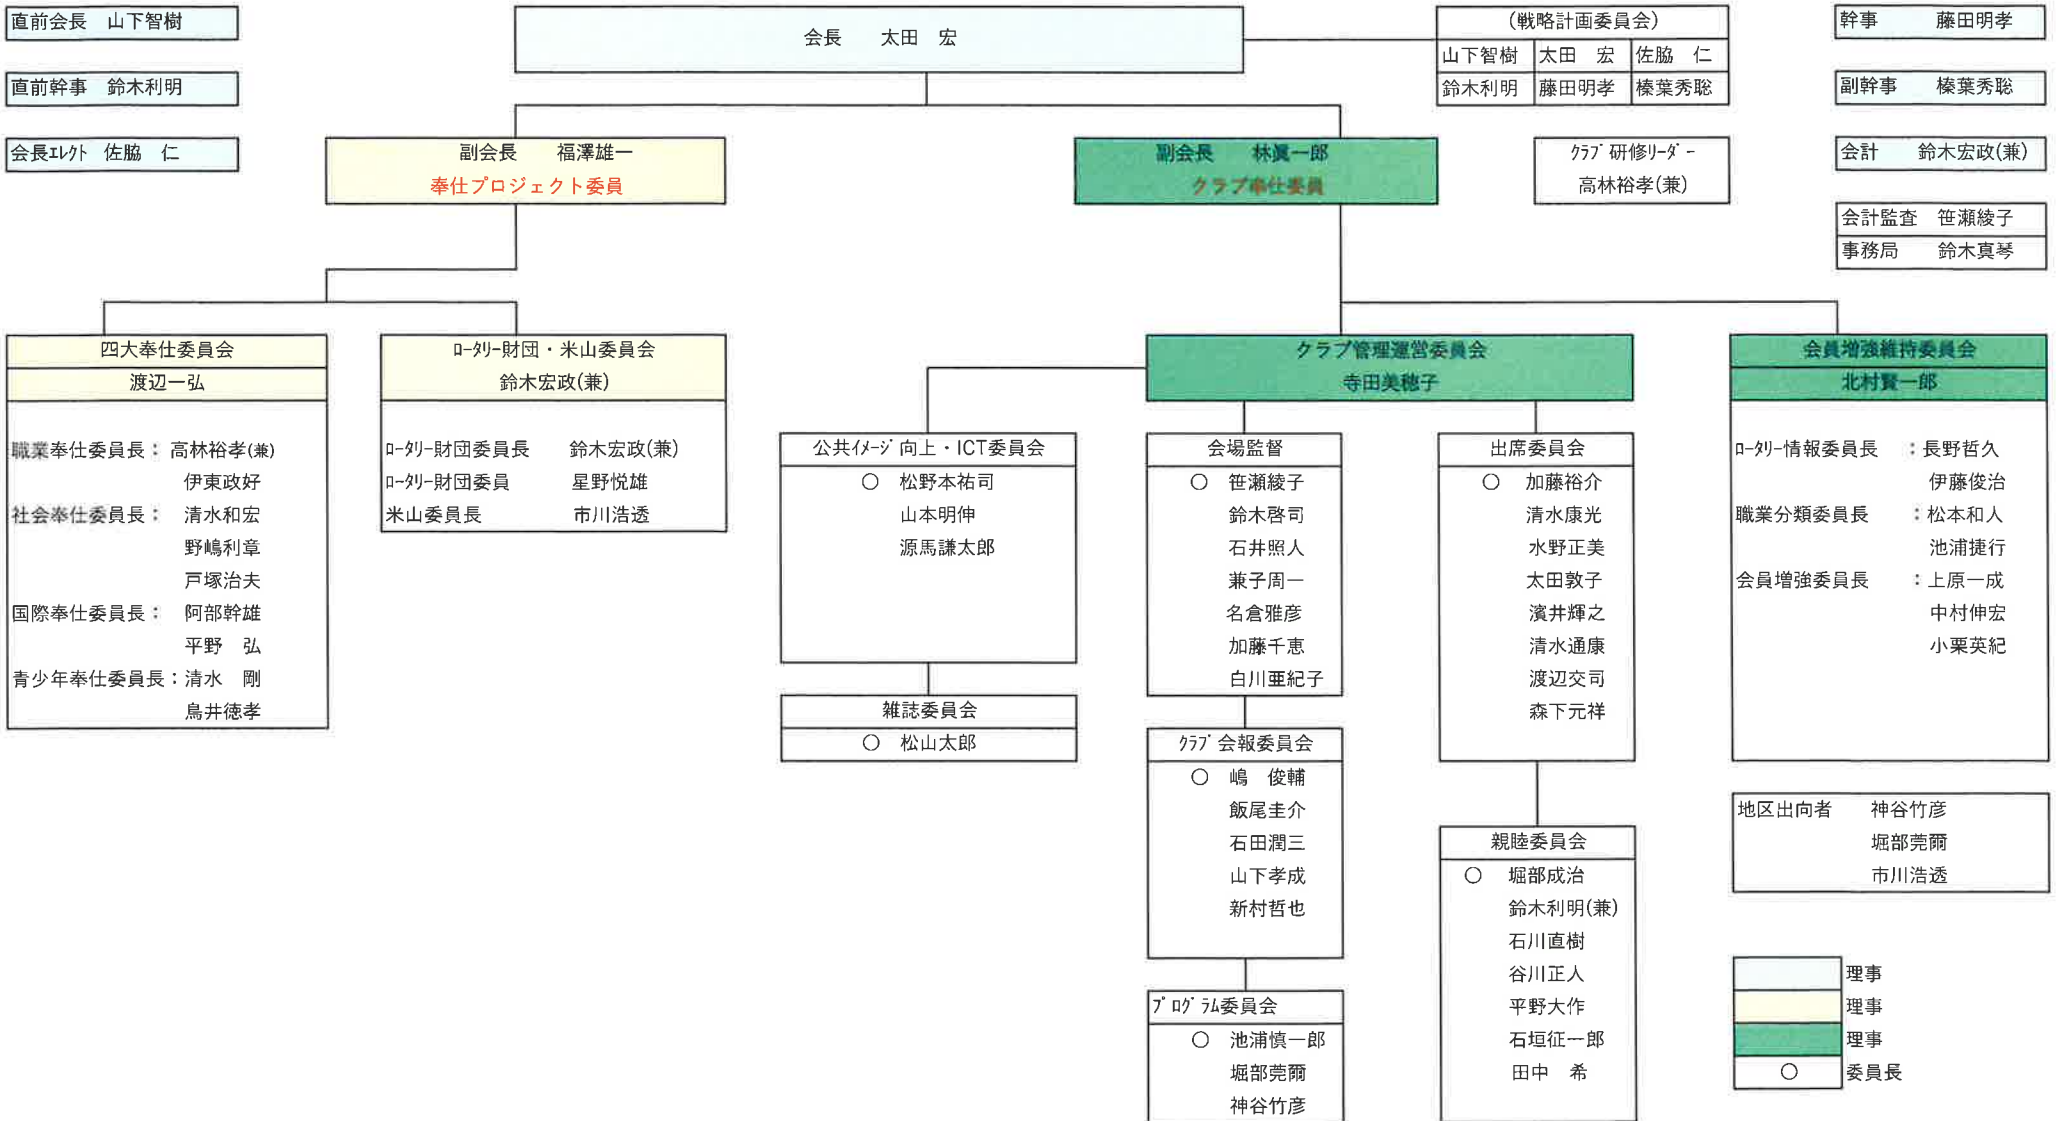 直前会長　山下智樹
直前幹事　鈴木利明
会長エレクト　佐脇　仁
会長　　太田　宏
(戦略計画委員会)
山下智樹　太田　宏　佐脇　仁
鈴木利明　藤田明孝　榛葉秀聡
幹事　　　藤田明孝
副幹事　　榛葉秀聡
会計　　鈴木宏政(兼)
会計監査　笹瀬綾子
事務局　　鈴木真琴
副会長　　福澤雄一
奉仕プロジェクト委員
副会長　　林眞一郎
クラブ奉仕委員
クラブ研修リーダー
高林裕孝(兼)
四大奉仕委員会
渡辺一弘
職業奉仕委員長：高林裕孝(兼)
伊東政好
社会奉仕委員長：　清水和宏
野嶋利章
戸塚治夫
国際奉仕委員長：　阿部幹雄
平野　弘
青少年奉仕委員長：清水　剛
鳥井徳孝
ロータリー財団・米山委員会
鈴木宏政(兼)
ロータリー財団委員長　　鈴木宏政(兼)
ロータリー財団委員　　　星野悦雄
米山委員長　　　　　市川浩透
クラブ管理運営委員会
寺田美穂子
公共イメージ向上・ICT委員会
○　松野本祐司
山本明伸
源馬謙太郎
雑誌委員会
○　松山太郎
会場監督
○　笹瀬綾子
鈴木啓司
石井照人
兼子周一
名倉雅彦
加藤千恵
白川亜紀子
クラブ会報委員会
○　嶋　俊輔
飯尾圭介
石田潤三
山下孝成
新村哲也
プログラム委員会
○　池浦慎一郎
堀部莞爾
神谷竹彦
出席委員会
○　加藤裕介
清水康光
水野正美
太田敦子
濱井輝之
清水通康
渡辺交司
森下元祥
親睦委員会
○　堀部成治
鈴木利明(兼)
石川直樹
谷川正人
平野大作
石垣征一郎
田中　希
会員増強維持委員会
北村賢一郎
ロータリー情報委員長　：長野哲久
伊藤俊治
職業分類委員長　　：松本和人
池浦捷行
会員増強委員長　　：上原一成
中村伸宏
小栗英紀
地区出向者　　神谷竹彦
堀部莞爾
市川浩透
理事
理事
理事
○　委員長